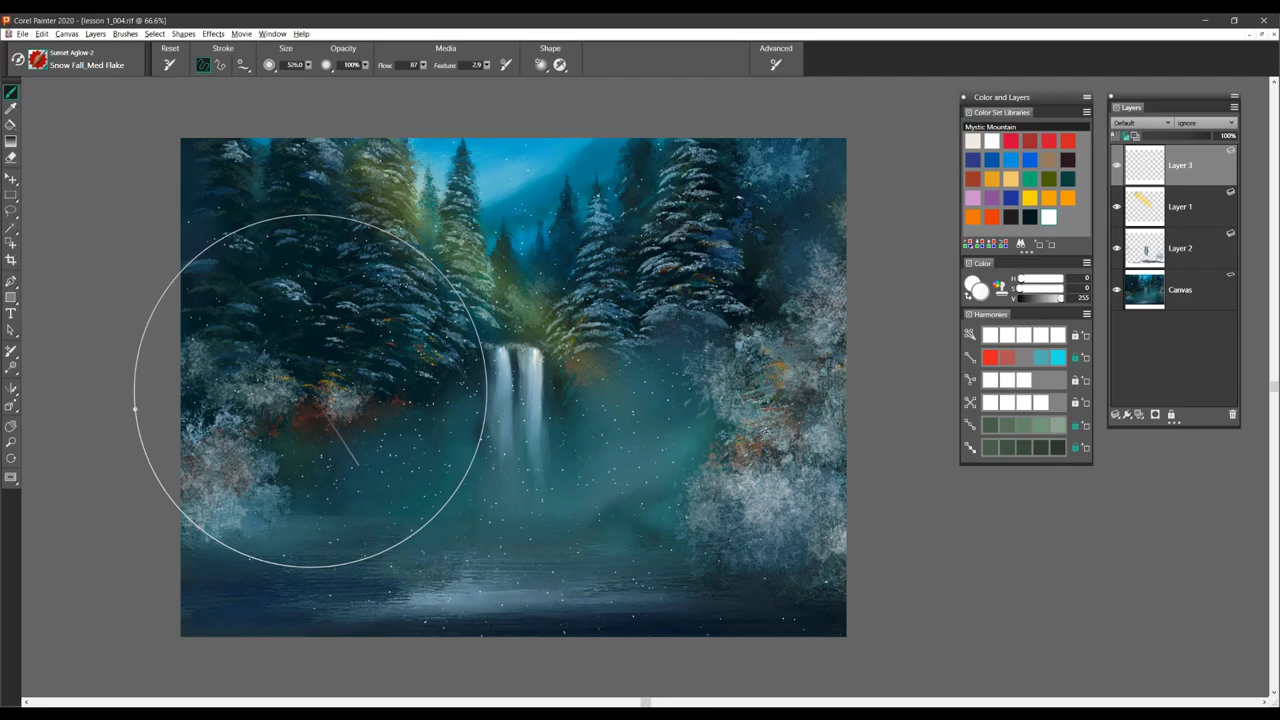 Corel Painter 2020 - [lesson 1_004.rif @ 66.6%]
File Edit Canvas Layers Brushes Select Shapes Effects Movie Window Help
Sunset Aglow-2
Snow Fall_Med Flake
Reset
Stroke
Size
526.0
Opacity
100%
Media
Flow: 87
Feature: 2.9
Shape
Advanced
Color and Layers
Color Set Libraries
Mystic Mountain
Color
H 0
S 0
V 255
Harmonies
Layers
Default
Ignore
100%
Layer 3
Layer 1
Layer 2
Canvas